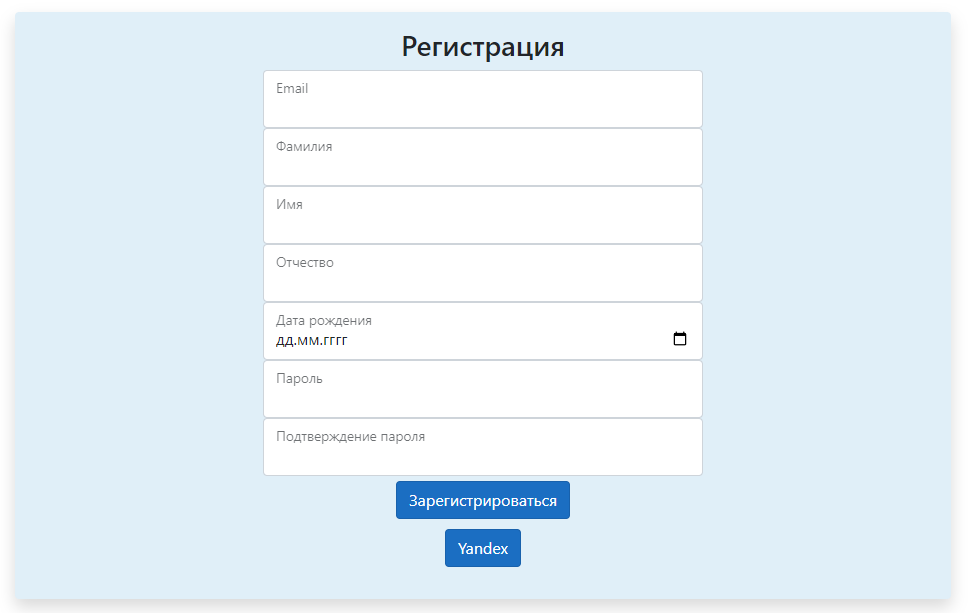 Регистрация
Email
Фамилия
Имя
Отчество
Дата рождения
дд.мм.гггг
Пароль
Подтверждение пароля
Зарегистрироваться
Yandex